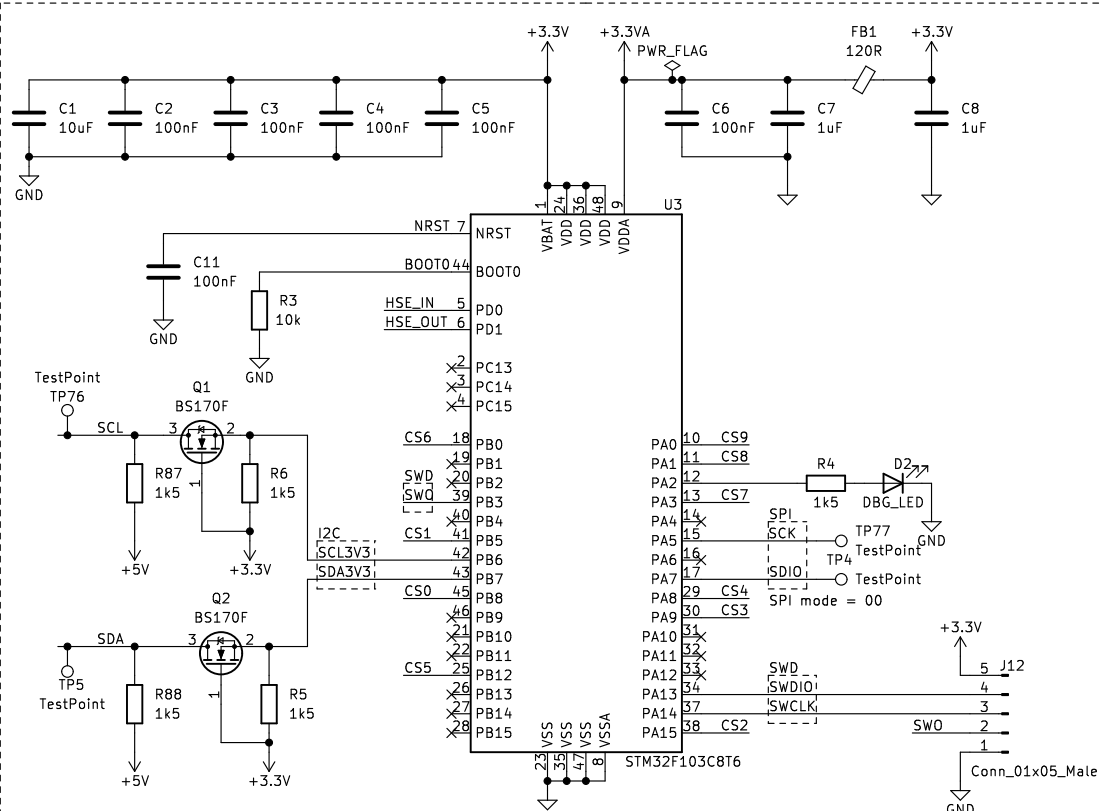 +3.3V
+3.3VA
PWR_FLAG
FB1
120R
+3.3V
C1
10uF
C2
100nF
C3
100nF
C4
100nF
C5
100nF
C6
100nF
C7
1uF
C8
1uF
GND
1
24
36
48
9
U3
VBAT
VDD
VDD
VDD
VDDA
NRST 7 NRST
C11
100nF
GND
BOOT0 44 BOOT0
R3
10k
GND
HSE_IN 5 PD0
HSE_OUT 6 PD1
2 PC13
3 PC14
4 PC15
TestPoint
TP76
Q1
BS170F
SCL 3 2
1
R87
1k5
R6
1k5
+5V
+3.3V
CS6 18 PB0
19 PB1
SWD
20 PB2
SWO 39 PB3
40 PB4
CS1 41 PB5
I2C
SCL3V3 42 PB6
SDA3V3 43 PB7
CS0 45 PB8
46 PB9
21 PB10
22 PB11
CS5 25 PB12
26 PB13
27 PB14
28 PB15
Q2
BS170F
SDA 3 2
1
TP5
TestPoint
R88
1k5
R5
1k5
+5V
+3.3V
PA0 10 CS9
PA1 11 CS8
PA2 12
R4
1k5
D2
DBG_LED
GND
PA3 13 CS7
PA4 14
SPI
PA5 15 SCK
TP77
TestPoint
PA6 16
TP4
PA7 17 SDIO
TestPoint
PA8 29 CS4
SPI mode = 00
PA9 30 CS3
PA10 31
PA11 32
PA12 33
SWD
PA13 34 SWDIO
PA14 37 SWCLK
PA15 38 CS2
+3.3V
J12
5
4
3
SWO 2
1
Conn_01x05_Male
GND
VSS
VSS
VSS
VSSA
23
35
47
8
STM32F103C8T6